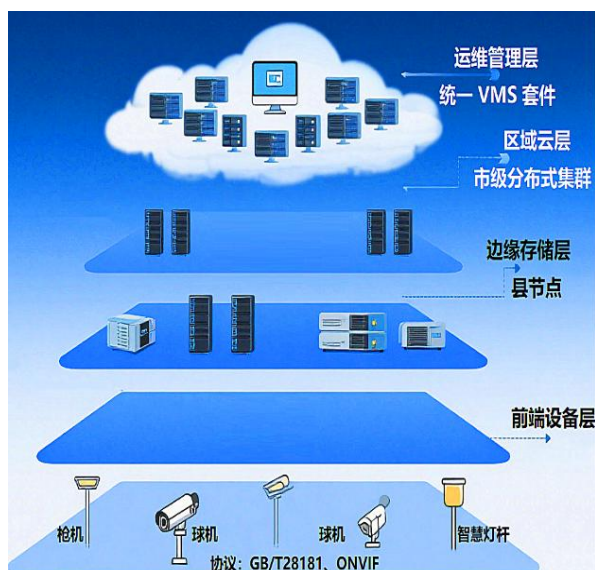 运维管理层
统一 VMS 套件
区域云层
市级分布式集群
边缘存储层
县节点
前端设备层
枪机
球机
球机
智慧灯杆
协议：GB/T28181、ONVIF